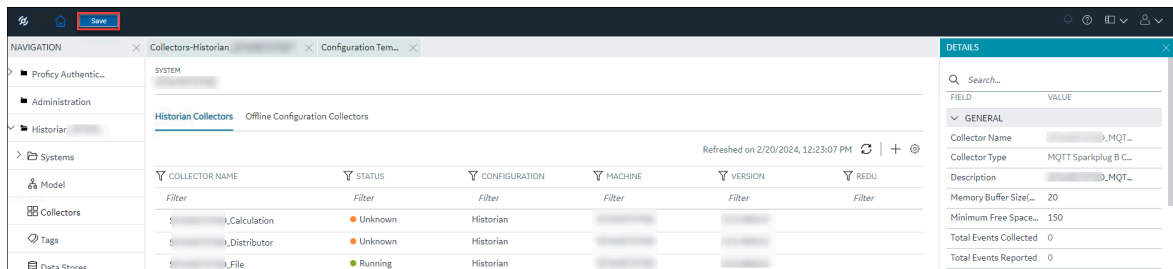 Save
NAVIGATION
Proficy Authentic...
Administration
Historian
Systems
Model
Collectors
Tags
Data Stores
Collectors-Historian
Configuration Tem...
SYSTEM
Historian Collectors Offline Configuration Collectors
Refreshed on 2/20/2024, 12:23:07 PM
COLLECTOR NAME STATUS CONFIGURATION MACHINE VERSION REDU
Filter Filter Filter Filter Filter Filter
_Calculation Unknown Historian
_Distributor Unknown Historian
_File Running Historian
DETAILS
Search...
FIELD VALUE
GENERAL
Collector Name _MQT...
Collector Type MQTT Sparkplug B C...
Description _MQT...
Memory Buffer Size(... 20
Minimum Free Space... 150
Total Events Collected 0
Total Events Reported 0